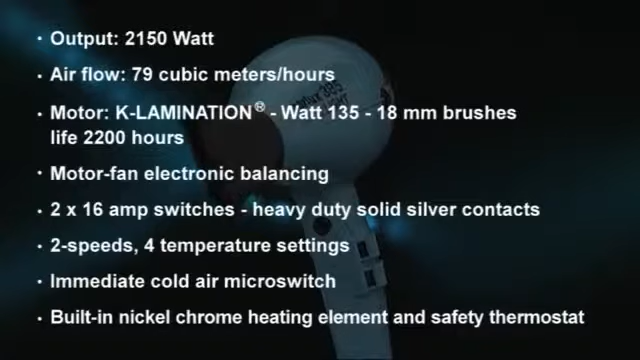 · Output: 2150 Watt
· Air flow: 79 cubic meters/hours
· Motor: K-LAMINATION® - Watt 135 - 18 mm brushes
life 2200 hours
· Motor-fan electronic balancing
· 2 x 16 amp switches - heavy duty solid silver contacts
· 2-speeds, 4 temperature settings
· Immediate cold air microswitch
· Built-in nickel chrome heating element and safety thermostat